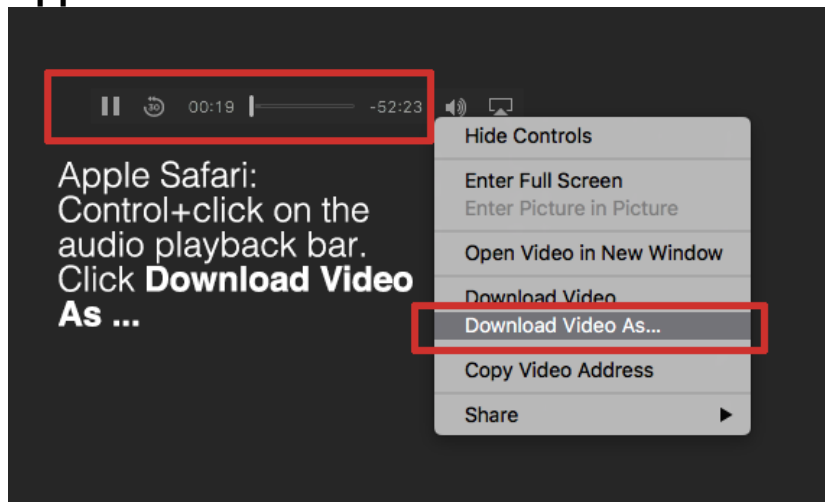 30 00:19 -52:23
Apple Safari:
Control+click on the
audio playback bar.
Click Download Video
As ...
Hide Controls
Enter Full Screen
Enter Picture in Picture
Open Video in New Window
Download Video
Download Video As...
Copy Video Address
Share